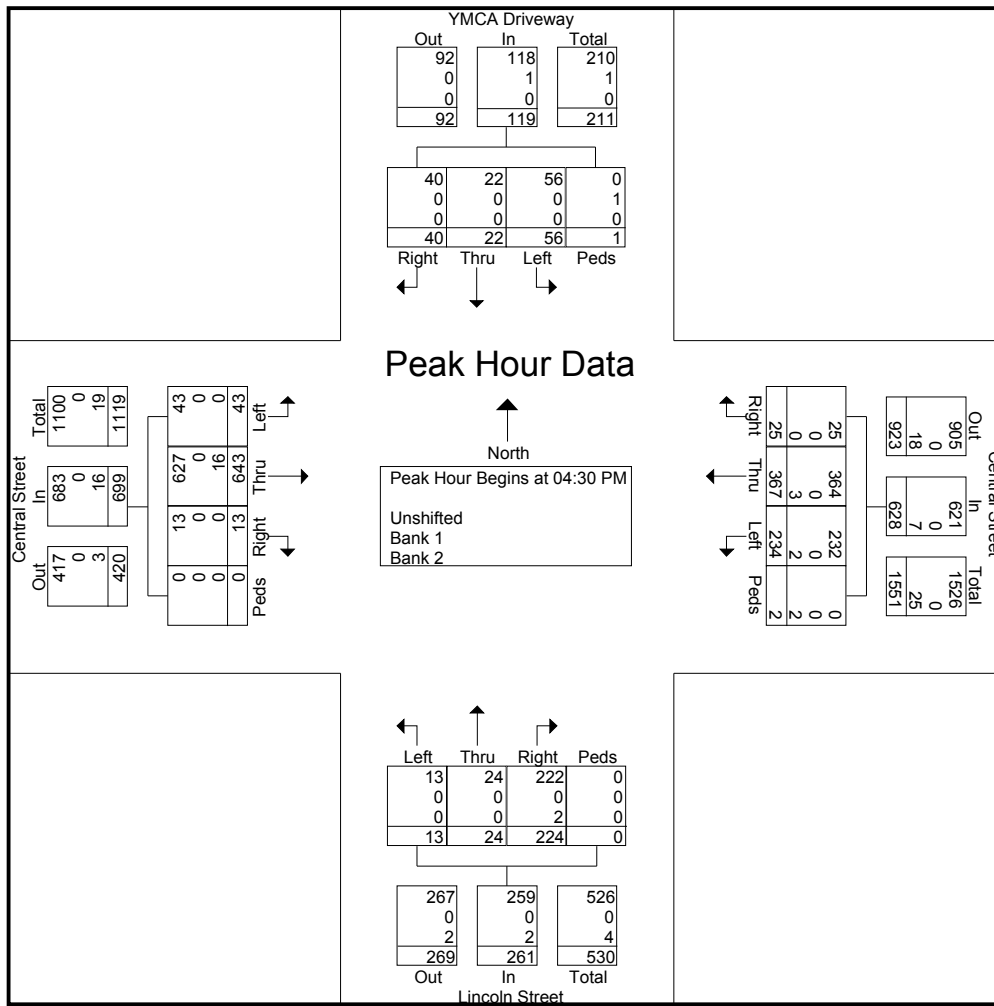 YMCA Driveway
Out In Total
92 118 210
0 1 1
0 0 0
92 119 211
40 22 56 0
0 0 0 1
0 0 0 0
40 22 56 1
Right Thru Left Peds
Peak Hour Data
North
Peak Hour Begins at 04:30 PM
Unshifted
Bank 1
Bank 2
Central Street
Out In Total
417 683 1100
0 0 0
3 16 19
420 699 1119
0 13 627 43
0 0 0 0
0 0 16 0
0 13 643 43
Peds Right Thru Left
Central Street
Out In Total
905 621 1526
0 0 0
18 7 25
923 628 1551
25 364 232 0
0 0 0 0
0 3 2 2
25 367 234 2
Right Thru Left Peds
Left Thru Right Peds
13 24 222 0
0 0 0 0
0 0 2 0
13 24 224 0
267 259 526
0 0 0
2 2 4
269 261 530
Out In Total
Lincoln Street